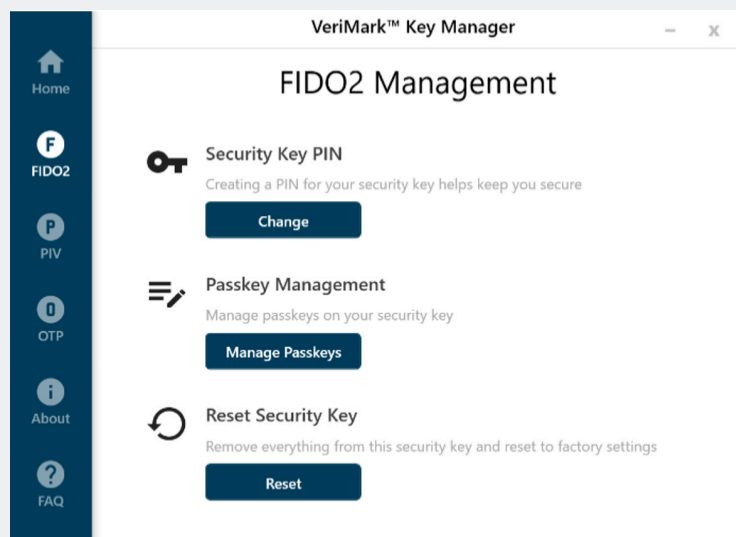 VeriMark™ Key Manager
– x
Home
F
FIDO2
P
PIV
O
OTP
i
About
?
FAQ
FIDO2 Management
Security Key PIN
Creating a PIN for your security key helps keep you secure
Change
Passkey Management
Manage passkeys on your security key
Manage Passkeys
Reset Security Key
Remove everything from this security key and reset to factory settings
Reset